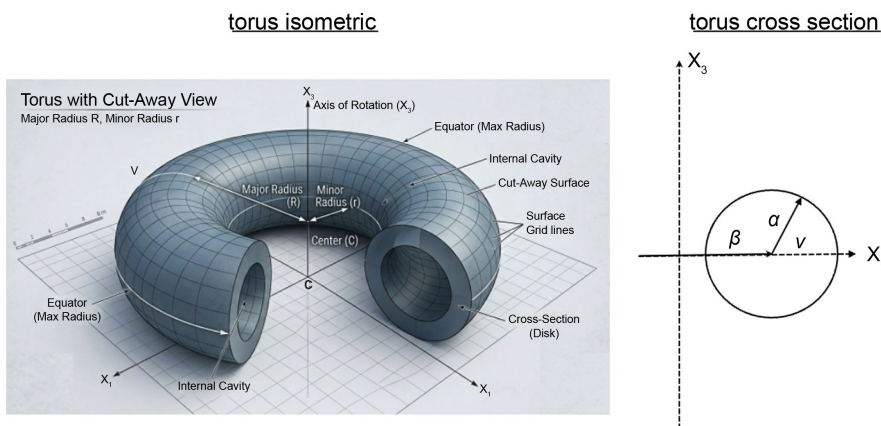 torus isometric
torus cross section
Torus with Cut-Away View
Major Radius R, Minor Radius r
X₃
Axis of Rotation (X₃)
Equator (Max Radius)
Internal Cavity
Cut-Away Surface
V
Major Radius
(R)
Minor
Radius (r)
Surface
Grid lines
Center (C)
C
Equator
(Max Radius)
Cross-Section
(Disk)
X₁
Internal Cavity
X₁
X₃
α
β
v
X